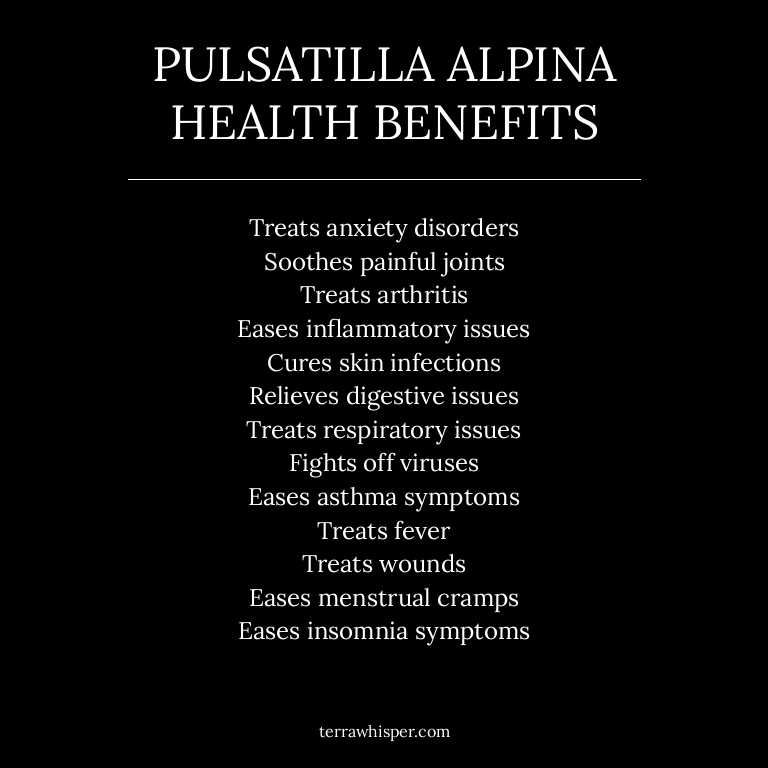 PULSATILLA ALPINA
HEALTH BENEFITS
Treats anxiety disorders
Soothes painful joints
Treats arthritis
Eases inflammatory issues
Cures skin infections
Relieves digestive issues
Treats respiratory issues
Fights off viruses
Eases asthma symptoms
Treats fever
Treats wounds
Eases menstrual cramps
Eases insomnia symptoms
terrawhisper.com